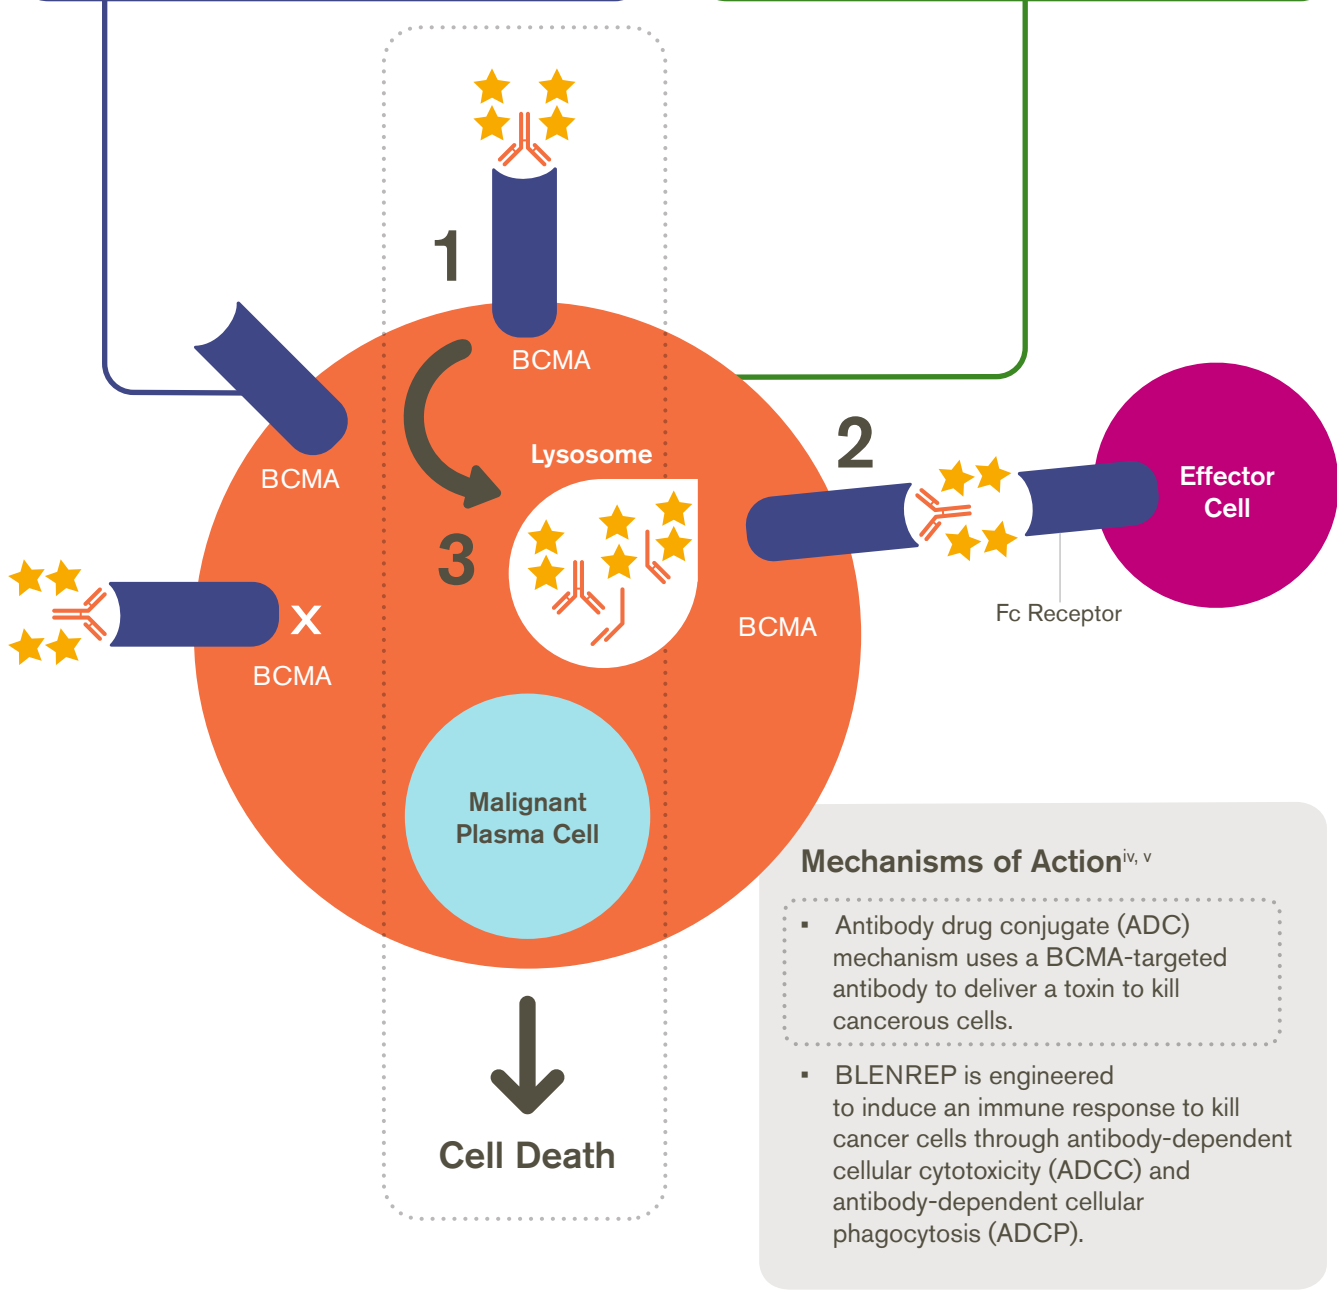 1
BCMA
BCMA
Lysosome
2
Effector
Cell
3
Fc Receptor
X
BCMA
BCMA
Malignant
Plasma Cell
Cell Death
Mechanisms of Action iv, v
▪ Antibody drug conjugate (ADC)
mechanism uses a BCMA-targeted
antibody to deliver a toxin to kill
cancerous cells.
▪ BLENREP is engineered
to induce an immune response to kill
cancer cells through antibody-dependent
cellular cytotoxicity (ADCC) and
antibody-dependent cellular
phagocytosis (ADCP).